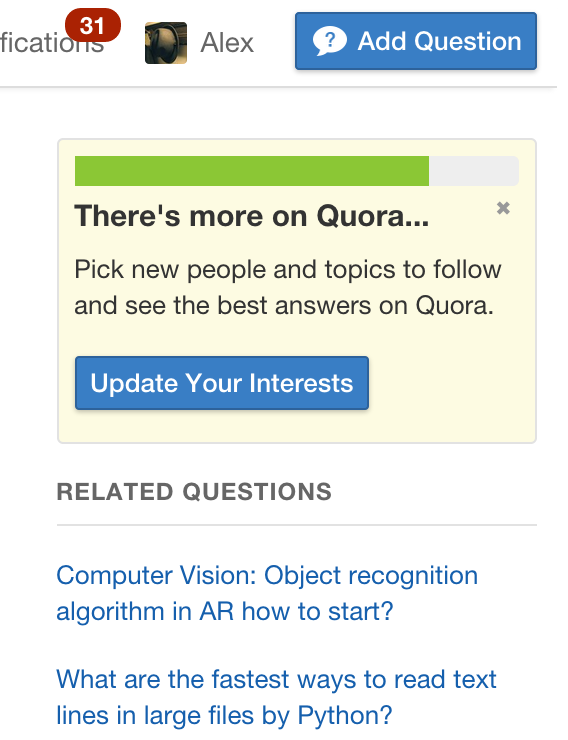 fications
31
Alex
? Add Question
There's more on Quora...
Pick new people and topics to follow
and see the best answers on Quora.
Update Your Interests
RELATED QUESTIONS
Computer Vision: Object recognition
algorithm in AR how to start?
What are the fastest ways to read text
lines in large files by Python?